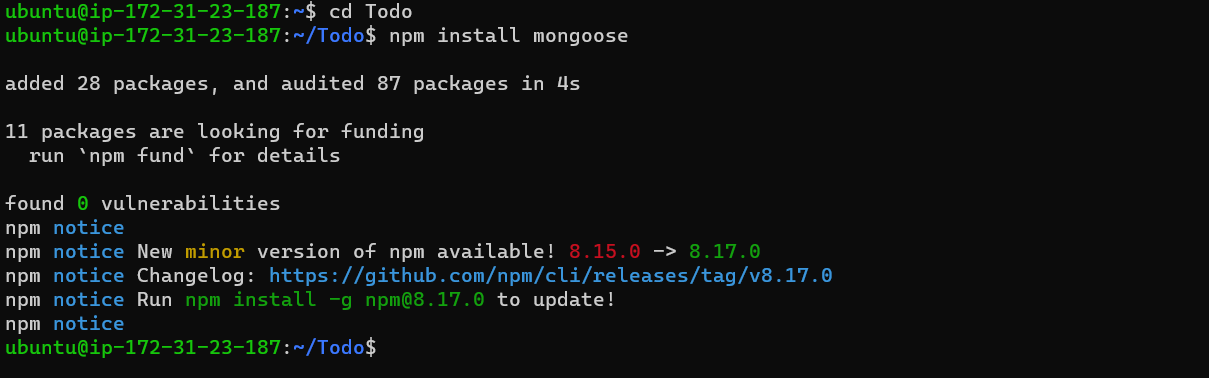 ubuntu@ip-172-31-23-187:~$ cd Todo
ubuntu@ip-172-31-23-187:~/Todo$ npm install mongoose
added 28 packages, and audited 87 packages in 4s
11 packages are looking for funding
  run `npm fund` for details
found 0 vulnerabilities
npm notice
npm notice New minor version of npm available! 8.15.0 -> 8.17.0
npm notice Changelog: https://github.com/npm/cli/releases/tag/v8.17.0
npm notice Run npm install -g npm@8.17.0 to update!
npm notice
ubuntu@ip-172-31-23-187:~/Todo$